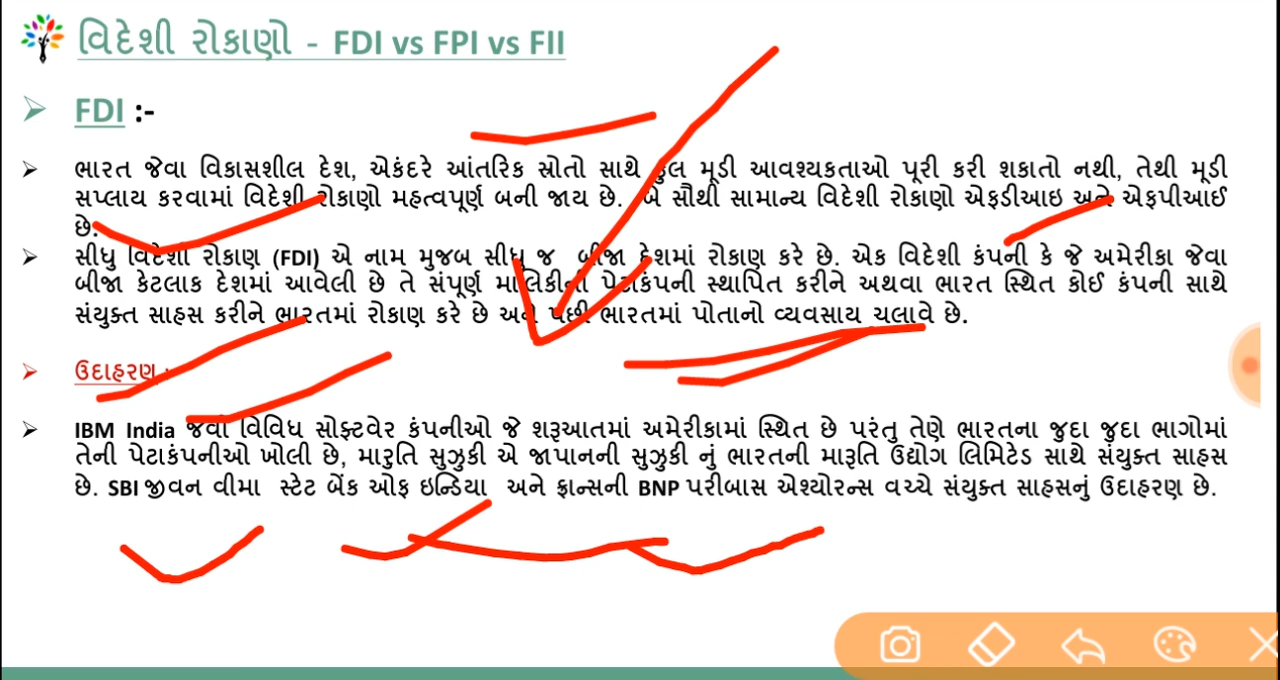 વિદેશી રોકાણો - FDI vs FPI vs FII
FDI :-
ભારત જેવા વિકાસશીલ દેશ, એકંદરે આંતરિક સ્રોતો સાથે કુલ મૂડી આવશ્યકતાઓ પૂરી કરી શકાતો નથી, તેથી મૂડી
સપ્લાય કરવામાં વિદેશી રોકાણો મહત્વપૂર્ણ બની જાય છે. બે સૌથી સામાન્ય વિદેશી રોકાણો એફડીઆઇ અને એફપીઆઈ
છે.
સીધુ વિદેશી રોકાણ (FDI) એ નામ મુજબ સીધુ જ બીજા દેશમાં રોકાણ કરે છે. એક વિદેશી કંપની કે જે અમેરીકા જેવા
બીજા કેટલાક દેશમાં આવેલી છે તે સંપૂર્ણ માલિકીની પેટાકંપની સ્થાપિત કરીને અથવા ભારત સ્થિત કોઈ કંપની સાથે
સંયુક્ત સાહસ કરીને ભારતમાં રોકાણ કરે છે અને પછી ભારતમાં પોતાનો વ્યવસાય ચલાવે છે.
ઉદાહરણ :-
IBM India જેવી વિવિધ સોફ્ટવેર કંપનીઓ જે શરૂઆતમાં અમેરીકામાં સ્થિત છે પરંતુ તેણે ભારતના જુદા જુદા ભાગોમાં
તેની પેટાકંપનીઓ ખોલી છે, મારુતિ સુઝુકી એ જાપાનની સુઝુકી નું ભારતની મારૂતિ ઉદ્યોગ લિમિટેડ સાથે સંયુક્ત સાહસ
છે. SBI જીવન વીમા સ્ટેટ બેંક ઓફ ઇન્ડિયા અને ફ્રાન્સની BNP પરીબાસ એશ્યોરન્સ વચ્ચે સંયુક્ત સાહસનું ઉદાહરણ છે.